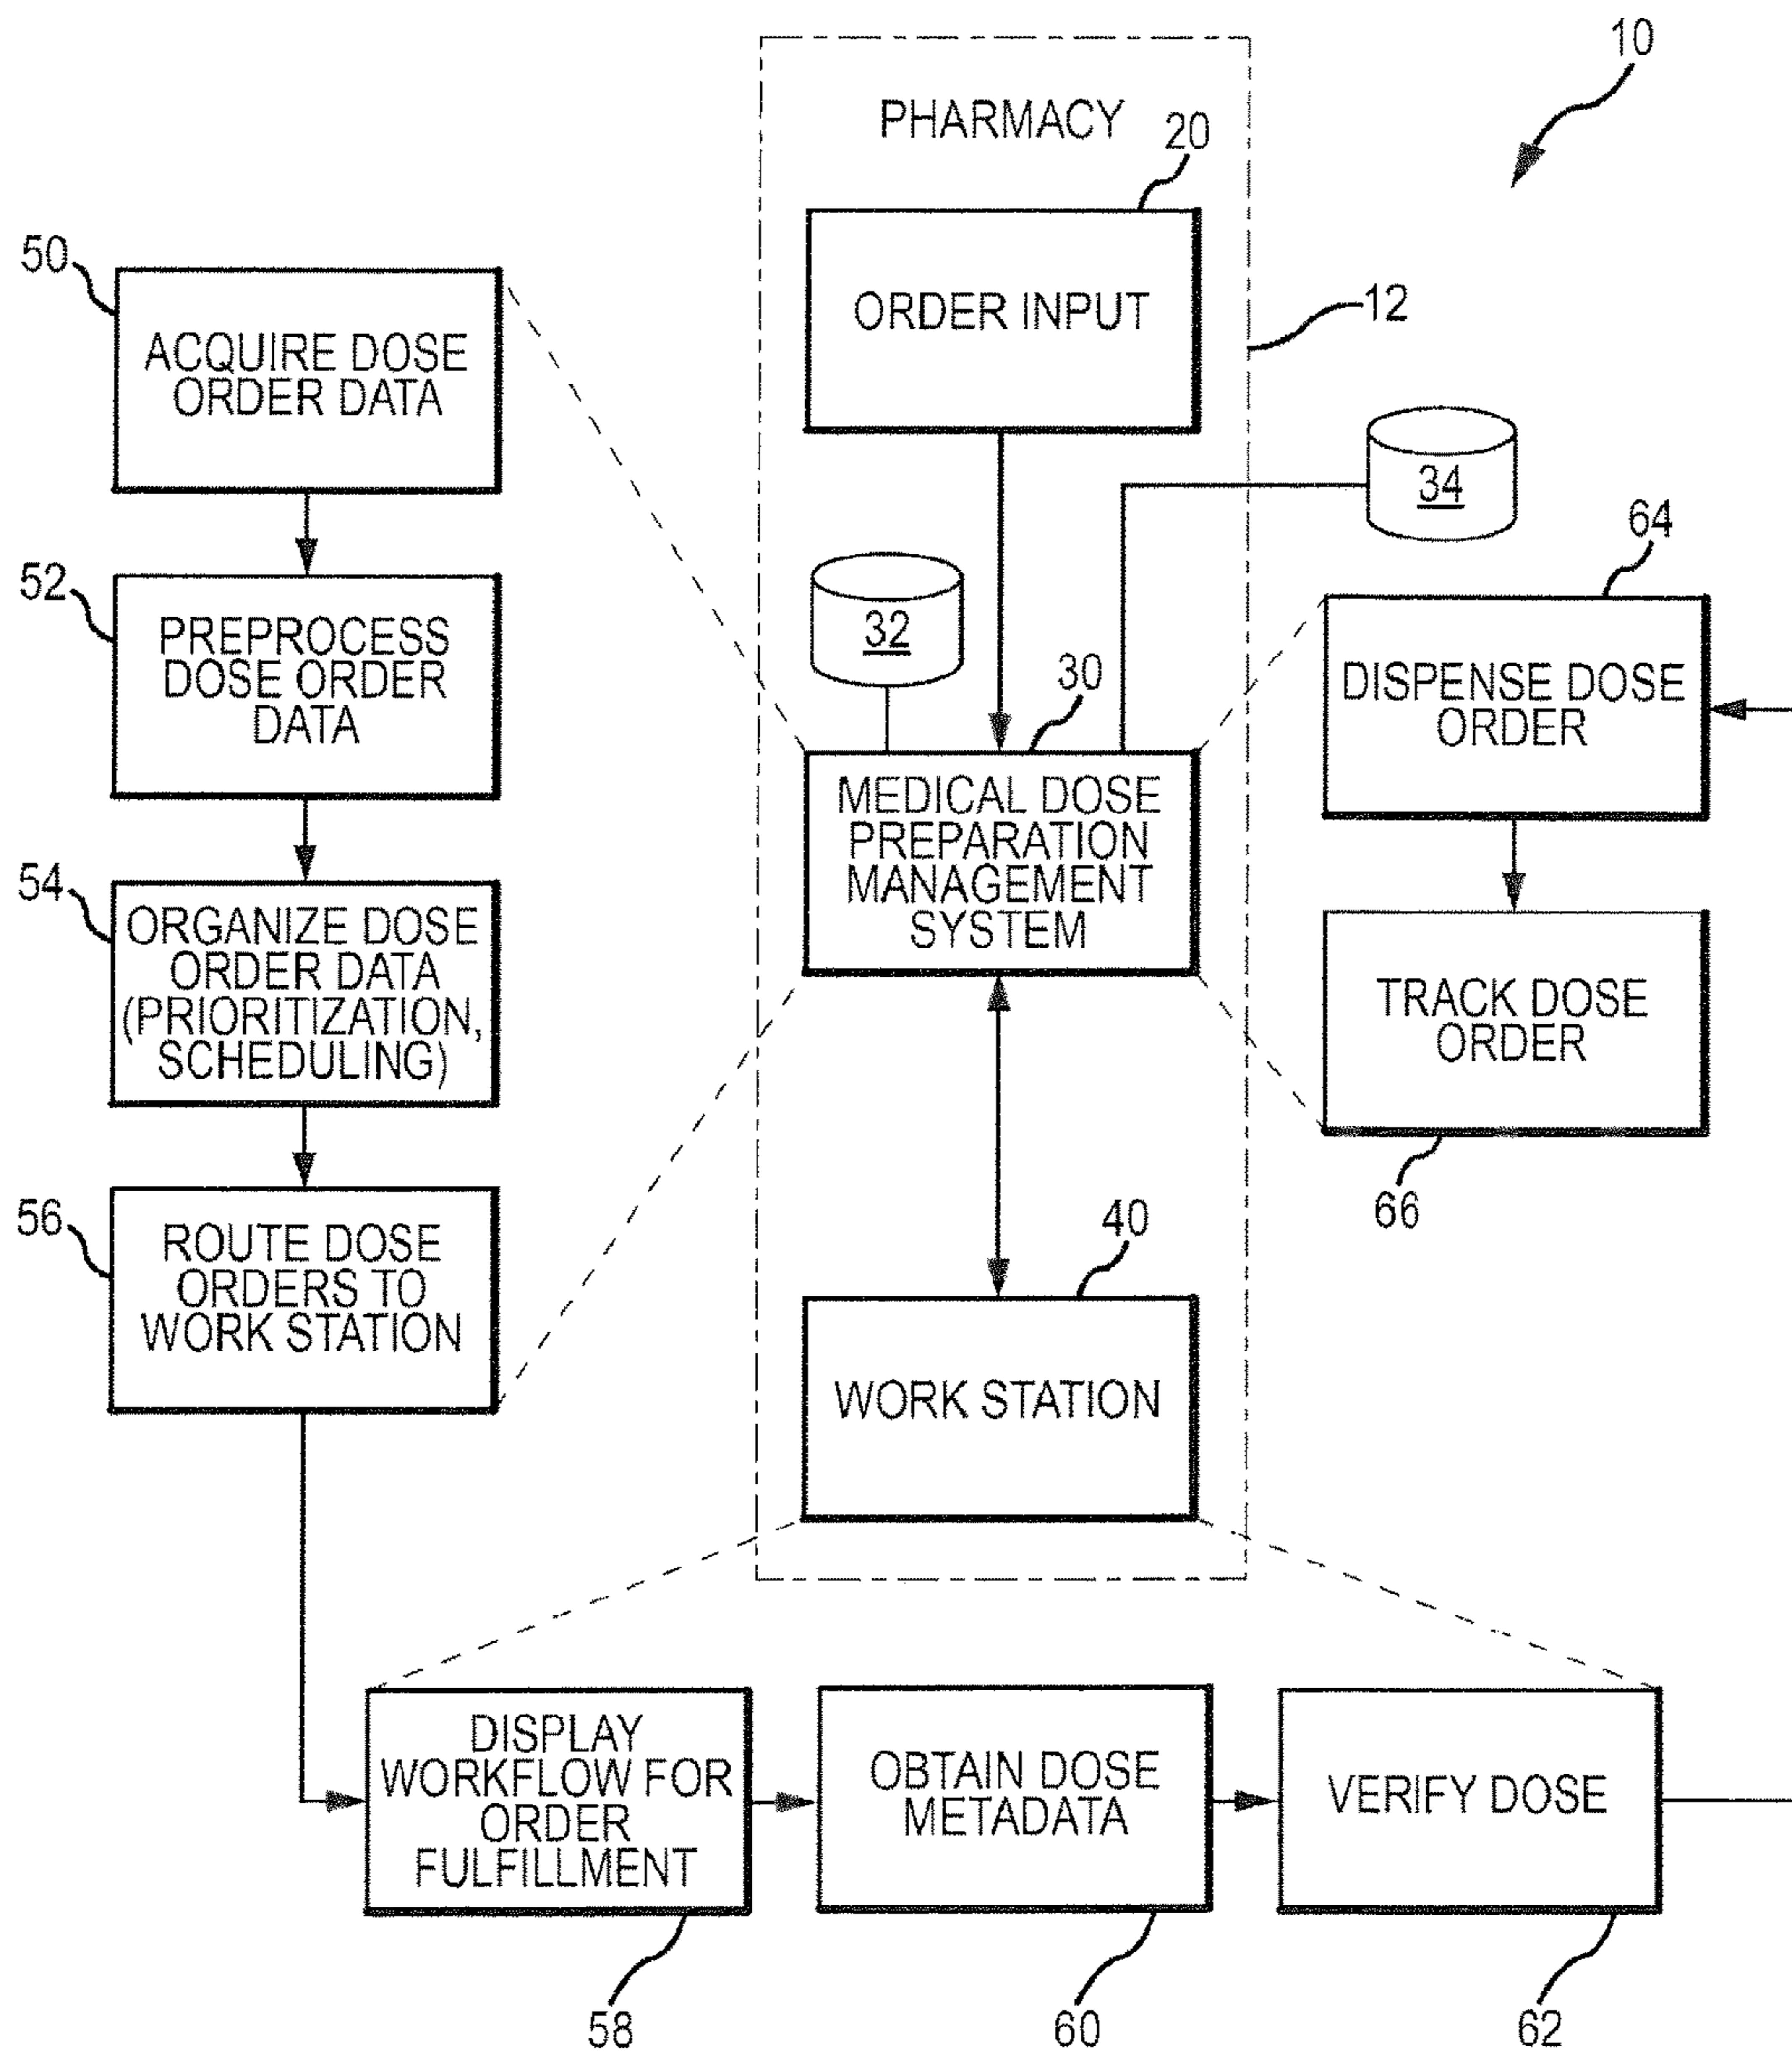 10
PHARMACY
20
ORDER INPUT
12
50
ACQUIRE DOSE
ORDER DATA
34
52
PREPROCESS
DOSE ORDER
DATA
32
30
MEDICAL DOSE
PREPARATION
MANAGEMENT
SYSTEM
64
DISPENSE DOSE
ORDER
54
ORGANIZE DOSE
ORDER DATA
(PRIORITIZATION,
SCHEDULING)
TRACK DOSE
ORDER
66
56
ROUTE DOSE
ORDERS TO
WORK STATION
40
WORK STATION
DISPLAY
WORKFLOW FOR
ORDER
FULFILLMENT
58
OBTAIN DOSE
METADATA
60
VERIFY DOSE
62